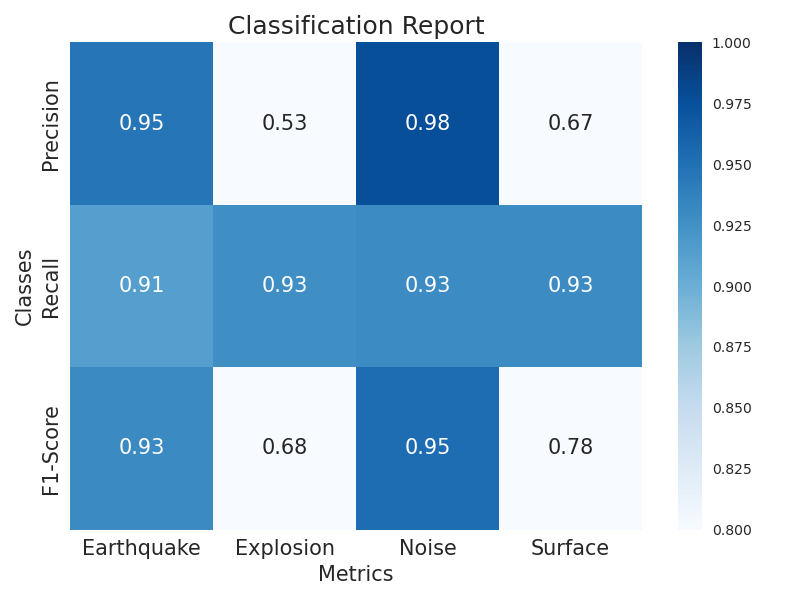 Classification Report
Classes
Precision
0.95 0.53 0.98 0.67
Recall
0.91 0.93 0.93 0.93
F1-Score
0.93 0.68 0.95 0.78
Earthquake Explosion Noise Surface
Metrics
1.000
0.975
0.950
0.925
0.900
0.875
0.850
0.825
0.800